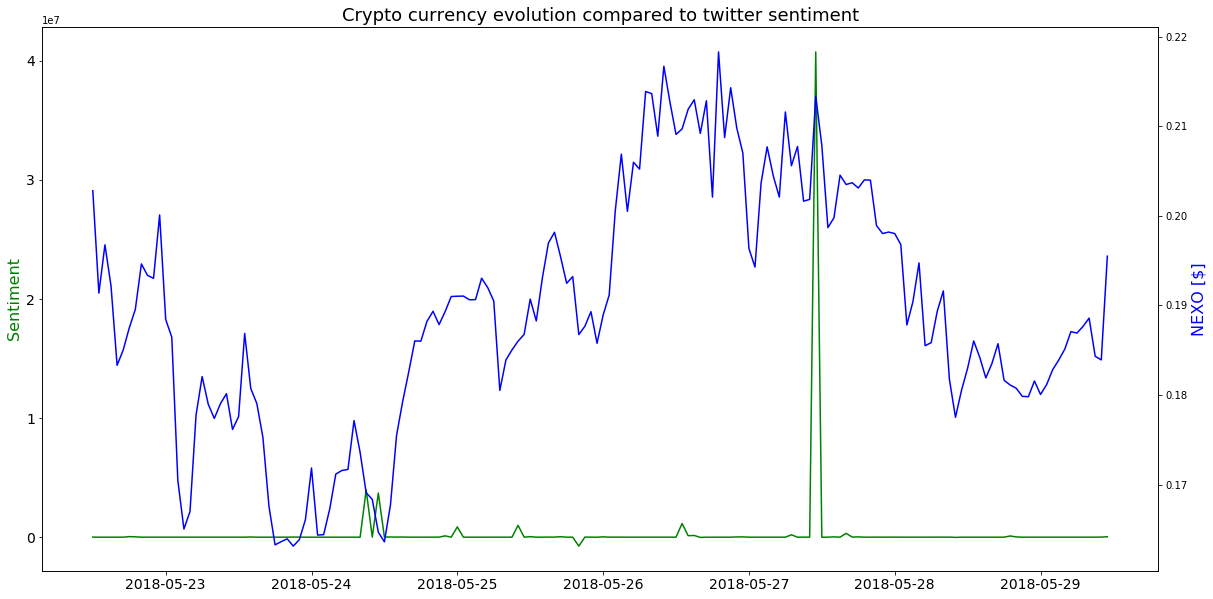 Crypto currency evolution compared to twitter sentiment
1e7
4
3
2
1
0
Sentiment
0.22
0.21
0.20
0.19
0.18
0.17
NEXO [$]
2018-05-23 2018-05-24 2018-05-25 2018-05-26 2018-05-27 2018-05-28 2018-05-29